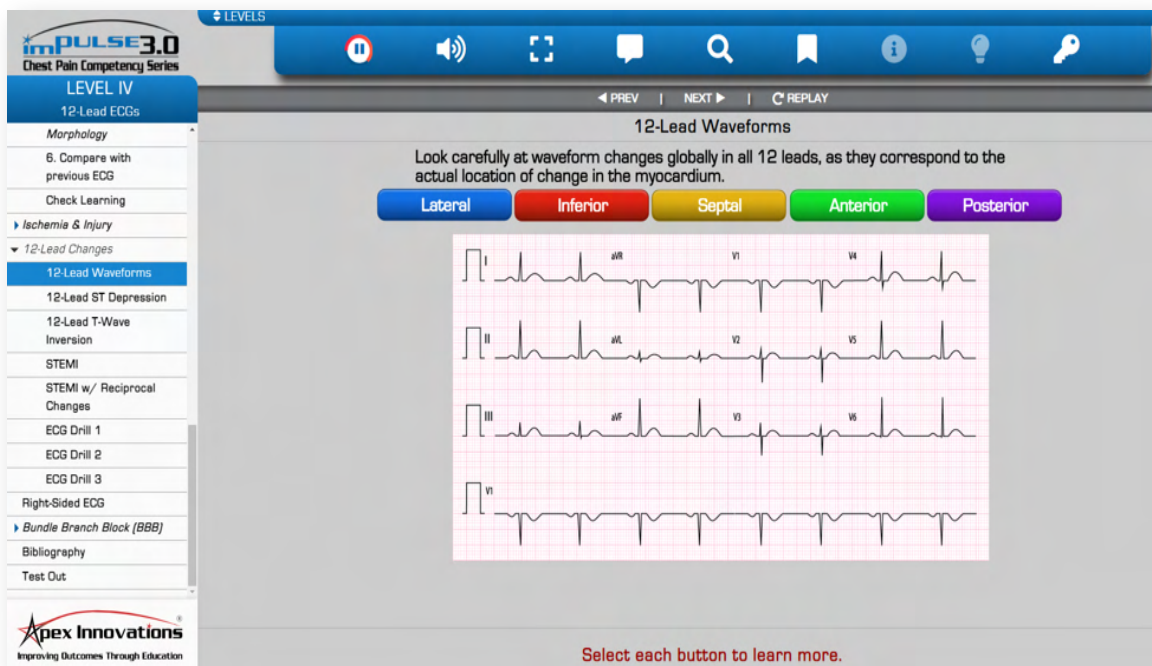 LEVELS
imPULSE3.0
Chest Pain Competency Series
LEVEL IV
12-Lead ECGs
Morphology
6. Compare with
previous ECG
Check Learning
Ischemia & Injury
12-Lead Changes
12-Lead Waveforms
12-Lead ST Depression
12-Lead T-Wave
Inversion
STEMI
STEMI w/ Reciprocal
Changes
ECG Drill 1
ECG Drill 2
ECG Drill 3
Right-Sided ECG
Bundle Branch Block (BBB)
Bibliography
Test Out
Apex Innovations®
Improving Outcomes Through Education
PREV | NEXT | REPLAY
12-Lead Waveforms
Look carefully at waveform changes globally in all 12 leads, as they correspond to the
actual location of change in the myocardium.
Lateral Inferior Septal Anterior Posterior
I aVR V1 V4
II aVL V2 V5
III aVF V3 V6
V1
Select each button to learn more.